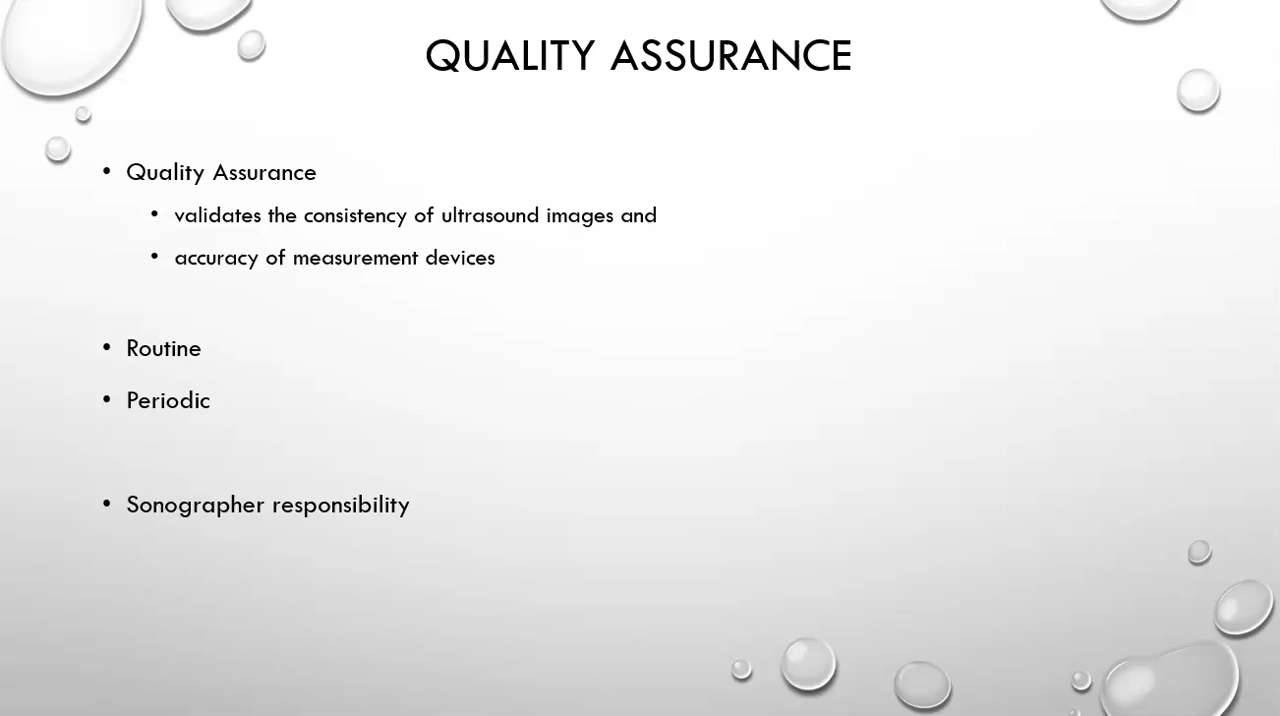 QUALITY ASSURANCE
• Quality Assurance
• validates the consistency of ultrasound images and
• accuracy of measurement devices
• Routine
• Periodic
• Sonographer responsibility